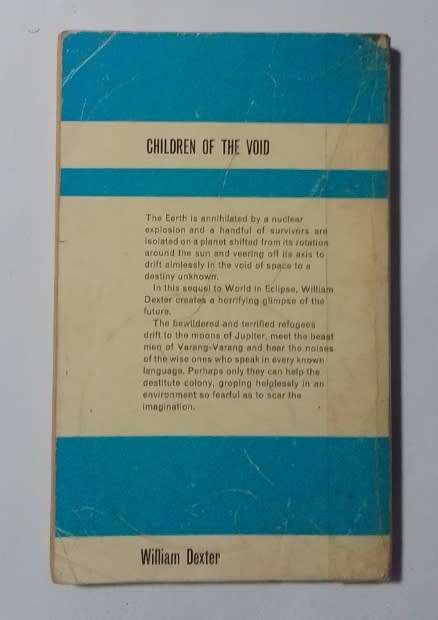 CHILDREN OF THE VOID
The Earth is annihilated by a nuclear
explosion and a handful of survivors are
isolated on a planet shifted from its rotation
around the sun and veering off its axis to
drift aimlessly in the void of space to a
destiny unknown.
In this sequel to World in Eclipse, William
Dexter creates a horrifying glimpse of the
future.
The bewildered and terrified refugees
drift to the moons of Jupiter, meet the beast
men of Varang-Varang and hear the noises
of the wise ones who speak in every known
language. Perhaps only they can help the
destitute colony, groping helplessly in an
environment so fearful as to scar the
imagination.
William Dexter